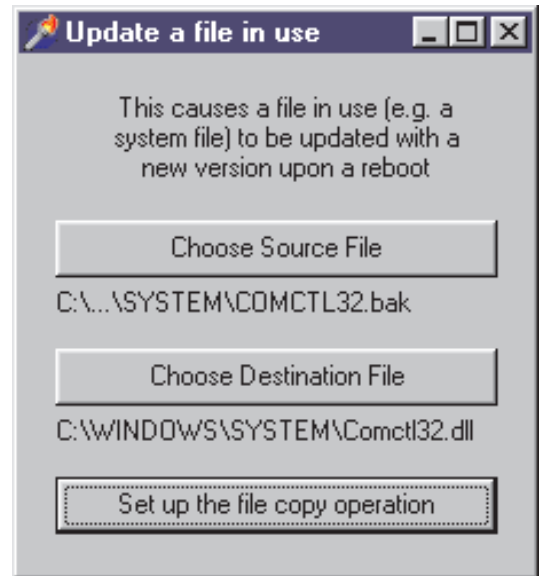 Update a file in use
This causes a file in use (e.g. a
system file) to be updated with a
new version upon a reboot
Choose Source File
C:\...\SYSTEM\COMCTL32.bak
Choose Destination File
C:\WINDOWS\SYSTEM\Comctl32.dll
Set up the file copy operation